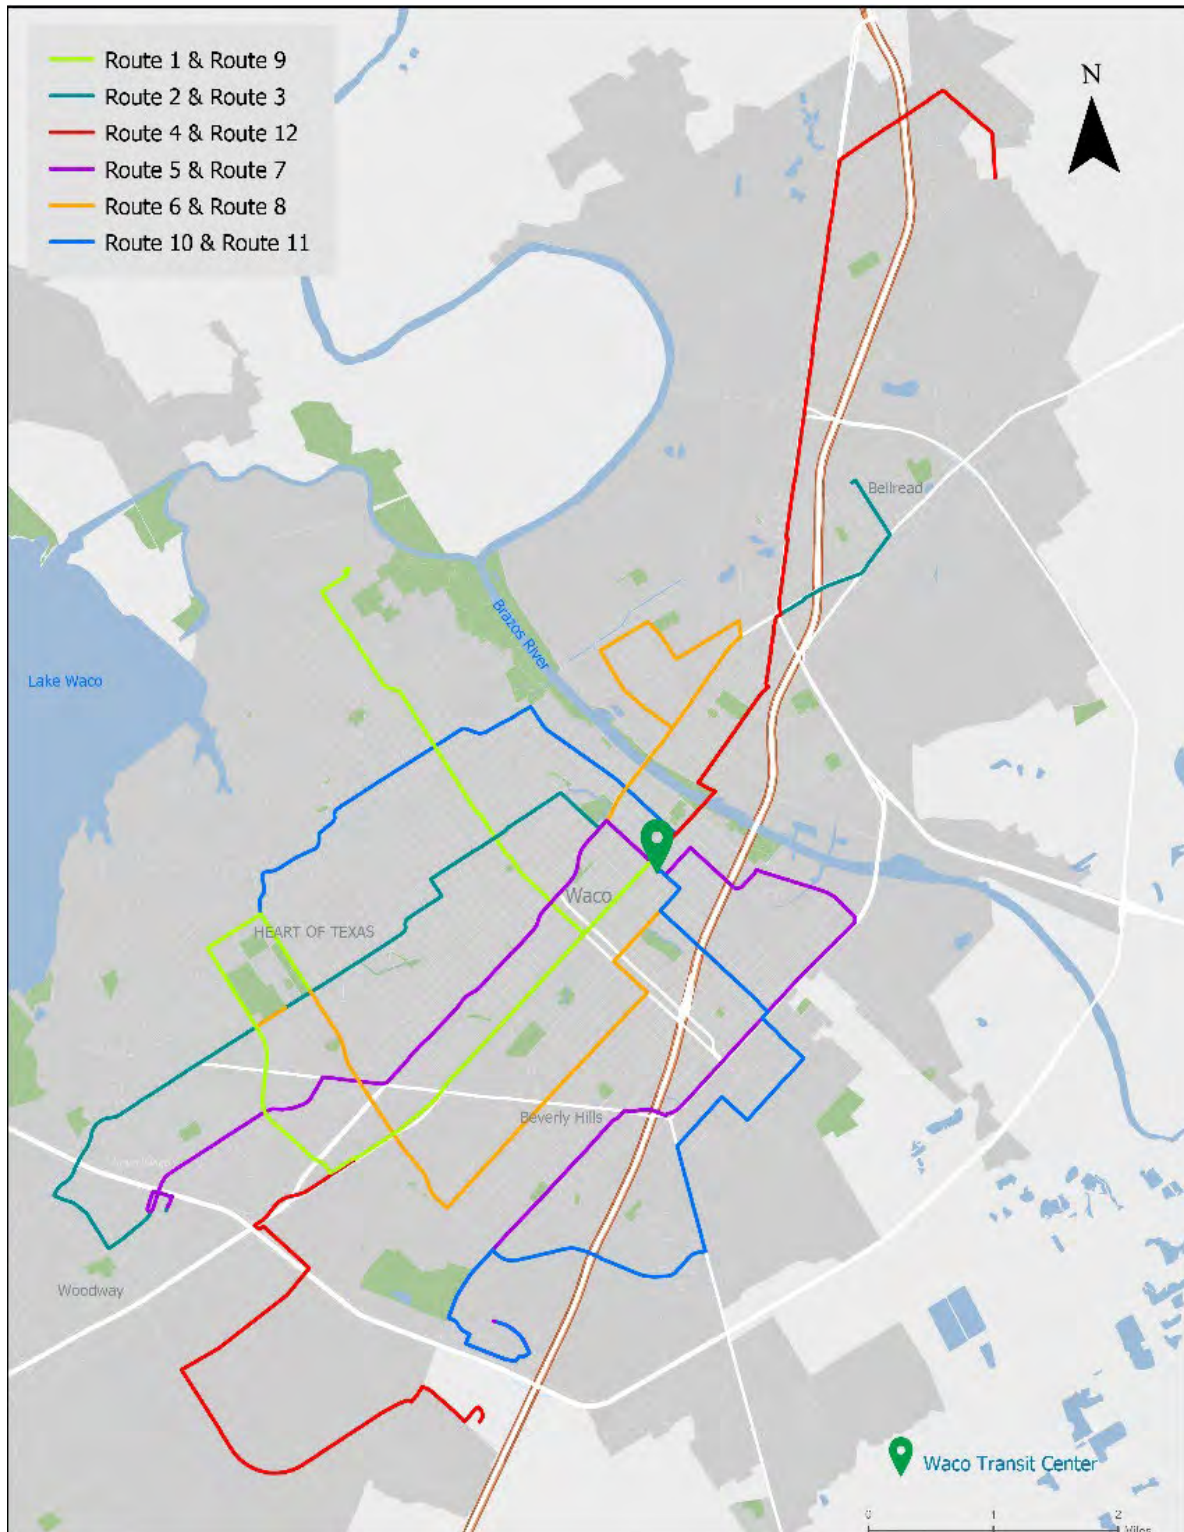 Route 1 & Route 9
Route 2 & Route 3
Route 4 & Route 12
Route 5 & Route 7
Route 6 & Route 8
Route 10 & Route 11
N
Bellread
Brazos River
Lake Waco
Waco
HEART OF TEXAS
Beverly Hills
Woodway
Waco Transit Center
0 1 2
Miles